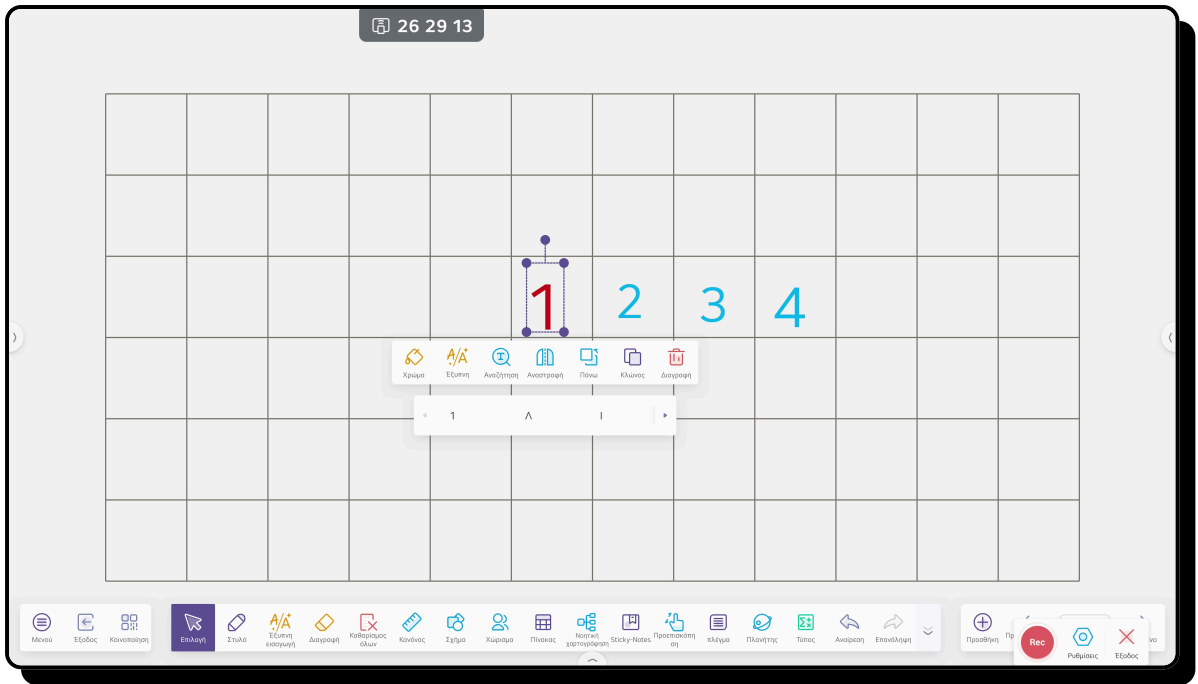 26 29 13
1 2 3 4
Χρώμα Έξυπνη Αναζήτηση Αναστροφή Πάνω Κλώνος Διαγραφή
1 Λ Ι
Μενού Έξοδος Κοινοποίηση Επιλογή Στυλό Έξυπνη εισαγωγή Διαγραφή Καθαρισμος όλων Κανόνας Σχήμα Χώρισμα Πίνακας Νοητική χαρτογράφηση Sticky-Notes Προεπισκόπηση πλέγμα Πλανήτης Τύπος Αναίρεση Επανάληψη Προσθήκη
Rec Ρυθμίσεις Έξοδος